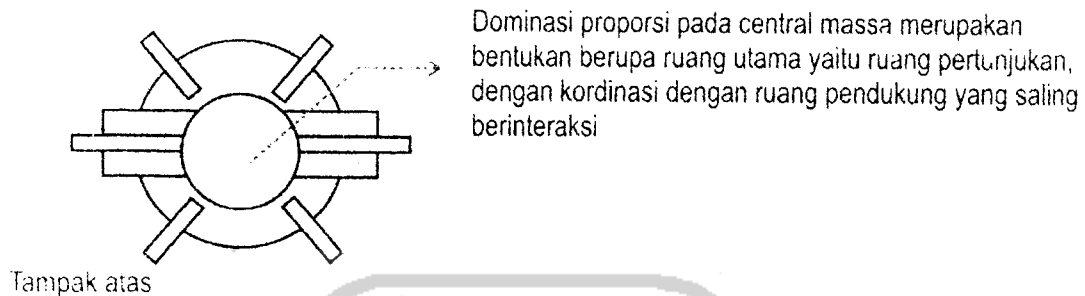 Dominasi proporsi pada central massa merupakan
bentukan berupa ruang utama yaitu ruang pertunjukan,
dengan kordinasi dengan ruang pendukung yang saling
berinteraksi
Tampak atas